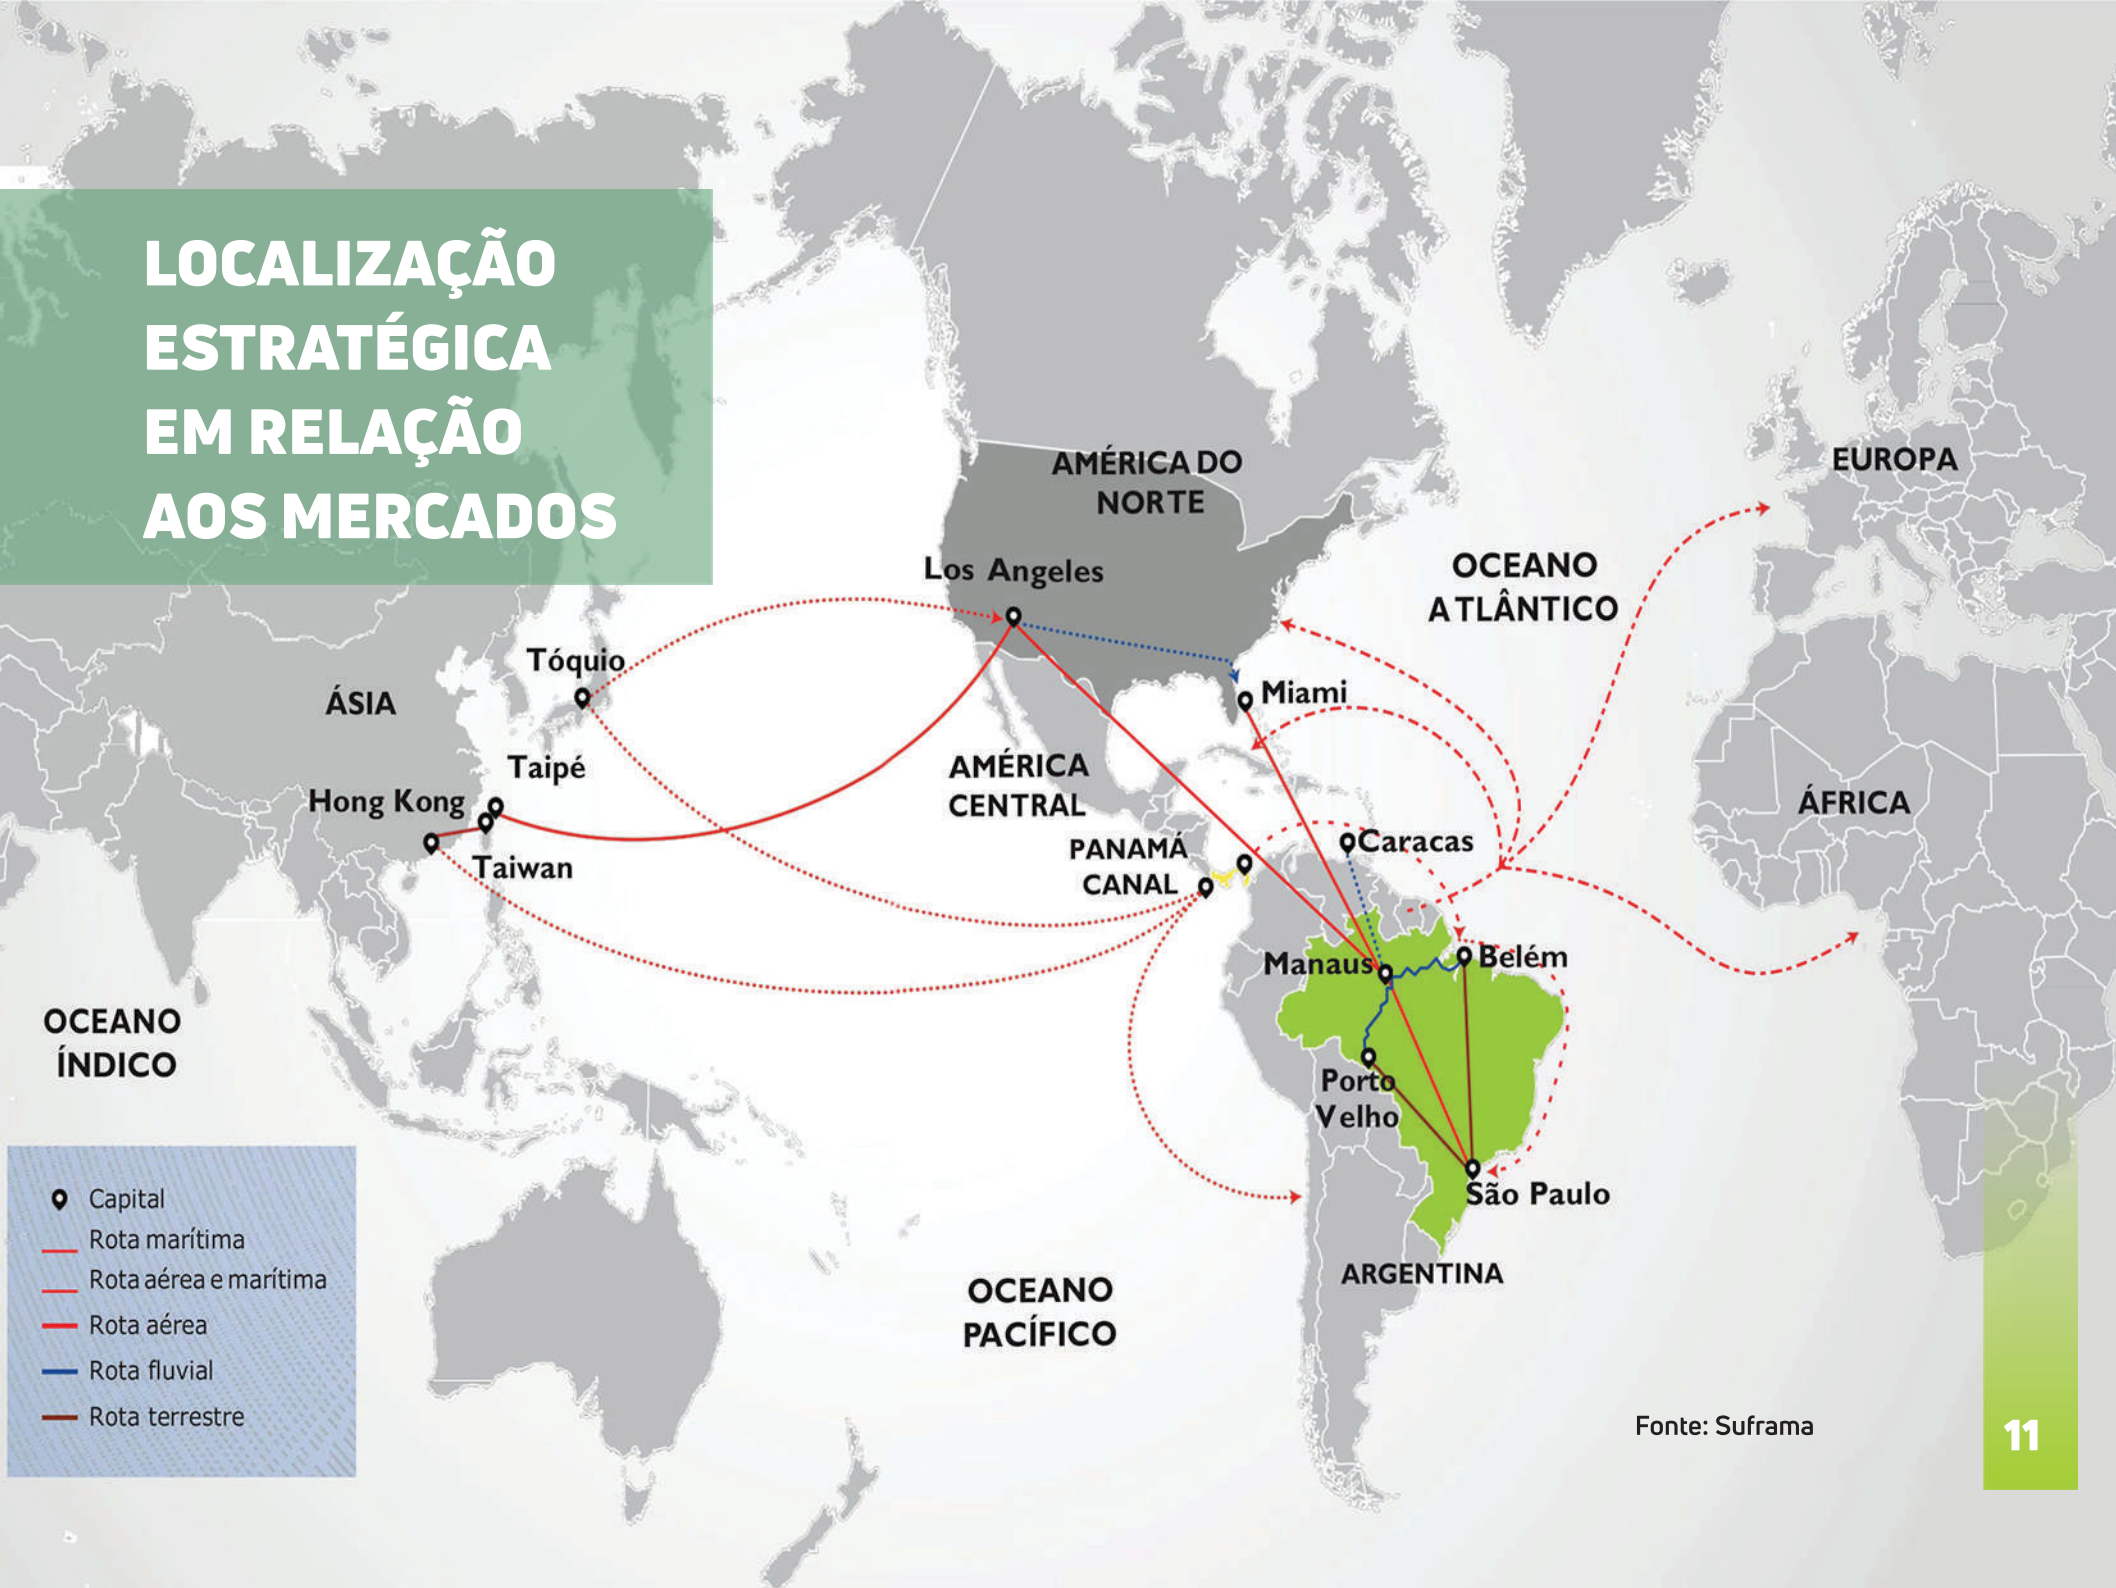 LOCALIZAÇÃO
ESTRATÉGICA
EM RELAÇÃO
AOS MERCADOS
AMÉRICA DO
NORTE
EUROPA
Los Angeles
OCEANO
ATLÂNTICO
Tóquio
ÁSIA
Miami
Taipé
AMÉRICA
CENTRAL
Hong Kong
ÁFRICA
Taiwan
PANAMÁ
CANAL
Caracas
Manaus
Belém
OCEANO
ÍNDICO
Porto
Velho
São Paulo
ARGENTINA
OCEANO
PACÍFICO
Capital
Rota marítima
Rota aérea e marítima
Rota aérea
Rota fluvial
Rota terrestre
Fonte: Suframa
11